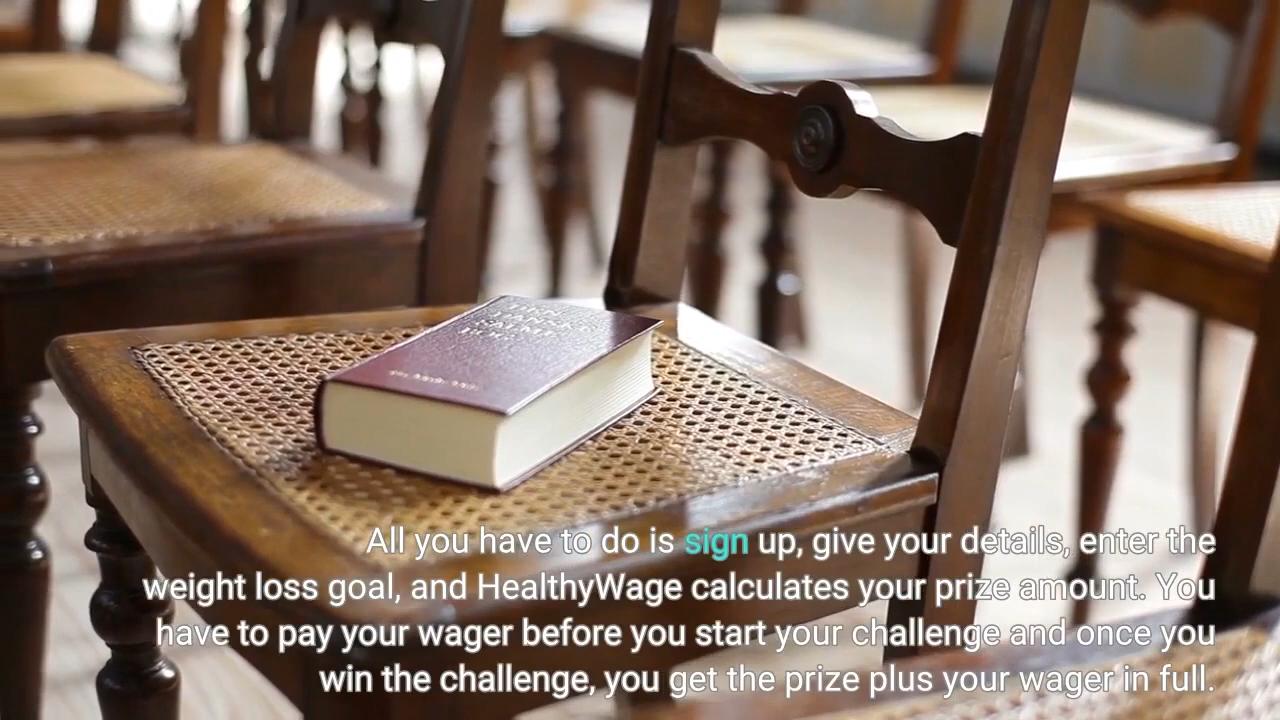 All you have to do is sign up, give your details, enter the
weight loss goal, and HealthyWage calculates your prize amount. You
have to pay your wager before you start your challenge and once you
win the challenge, you get the prize plus your wager in full.